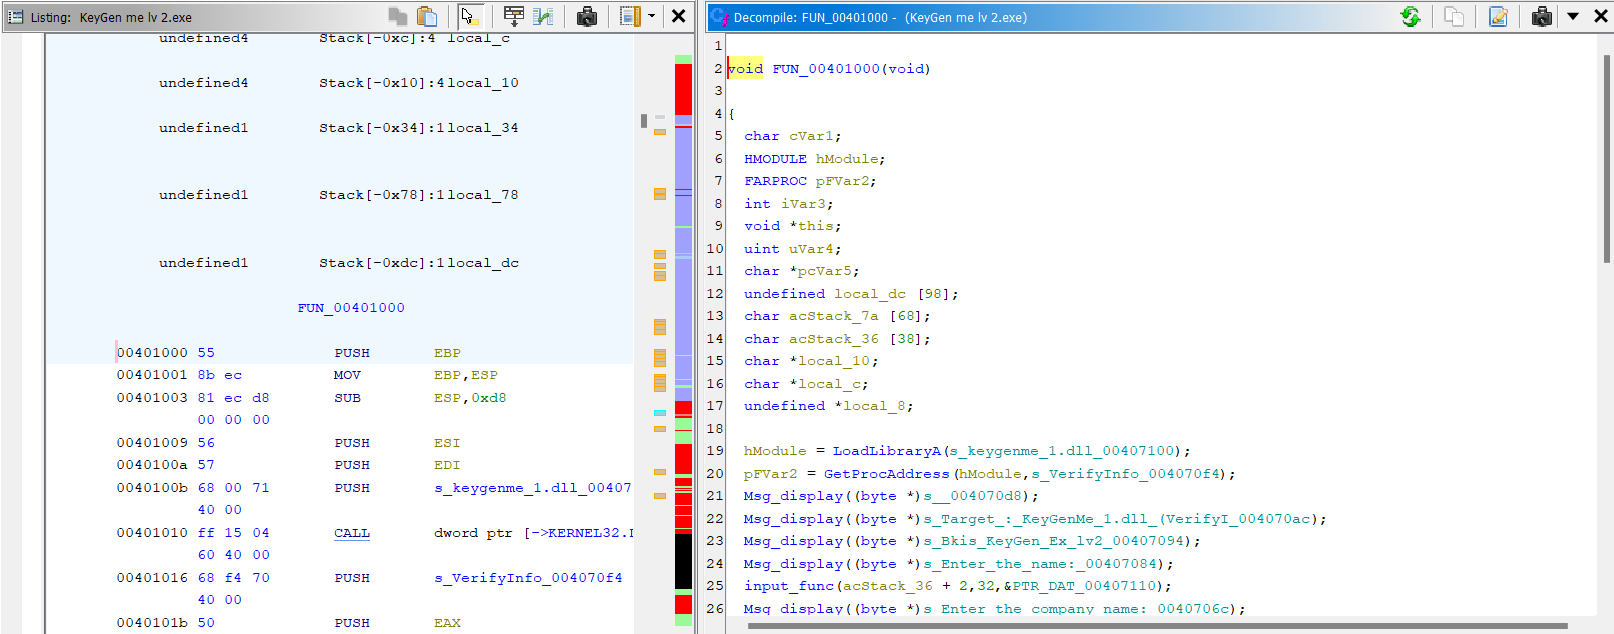 Listing: KeyGen me lv 2.exe
undefined4 Stack[-0xc]:4 local_c
undefined4 Stack[-0x10]:4 local_10
undefined1 Stack[-0x34]:1 local_34
undefined1 Stack[-0x78]:1 local_78
undefined1 Stack[-0xdc]:1 local_dc
FUN_00401000
00401000 55 PUSH EBP
00401001 8b ec MOV EBP,ESP
00401003 81 ec d8 SUB ESP,0xd8
00 00 00
00401009 56 PUSH ESI
0040100a 57 PUSH EDI
0040100b 68 00 71 PUSH s_keygenme_1.dll_00407
40 00
00401010 ff 15 04 CALL dword ptr [->KERNEL32.
60 40 00
00401016 68 f4 70 PUSH s_VerifyInfo_004070f4
40 00
0040101b 50 PUSH EAX
Decompile: FUN_00401000 - (KeyGen me lv 2.exe)
1
2 void FUN_00401000(void)
3
4 {
5 char cVar1;
6 HMODULE hModule;
7 FARPROC pFVar2;
8 int iVar3;
9 void *this;
10 uint uVar4;
11 char *pcVar5;
12 undefined local_dc [98];
13 char acStack_7a [68];
14 char acStack_36 [38];
15 char *local_10;
16 char *local_c;
17 undefined *local_8;
18
19 hModule = LoadLibraryA(s_keygenme_1.dll_00407100);
20 pFVar2 = GetProcAddress(hModule,s_VerifyInfo_004070f4);
21 Msg_display((byte *)s__004070d8);
22 Msg_display((byte *)s_Target_:_KeyGenMe_1.dll_(VerifyI_004070ac);
23 Msg_display((byte *)s_Bkis_KeyGen_Ex_lv2_00407094);
24 Msg_display((byte *)s_Enter_the_name:_00407084);
25 input_func(acStack_36 + 2,32,&PTR_DAT_00407110);
26 Msg_display((byte *)s_Enter_the_company_name:_0040706c);